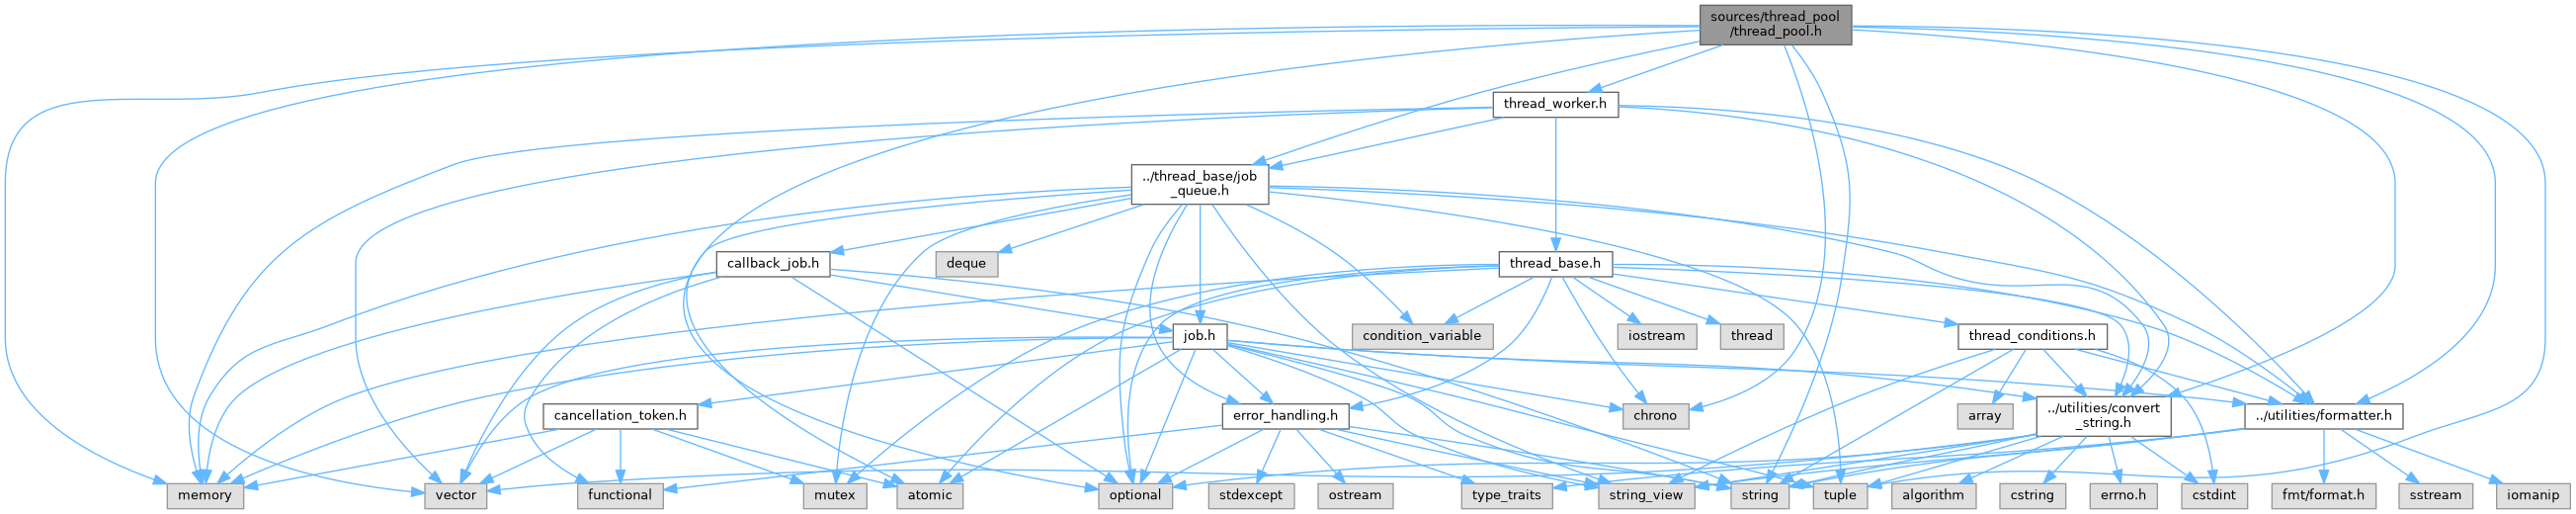 sources/thread_pool
/thread_pool.h
thread_worker.h
../thread_base/job
_queue.h
callback_job.h
deque
thread_base.h
job.h
condition_variable
iostream
thread
thread_conditions.h
cancellation_token.h
error_handling.h
chrono
array
../utilities/convert
_string.h
../utilities/formatter.h
memory
vector
functional
mutex
atomic
optional
stdexcept
ostream
type_traits
string_view
string
tuple
algorithm
cstring
errno.h
cstdint
fmt/format.h
sstream
iomanip